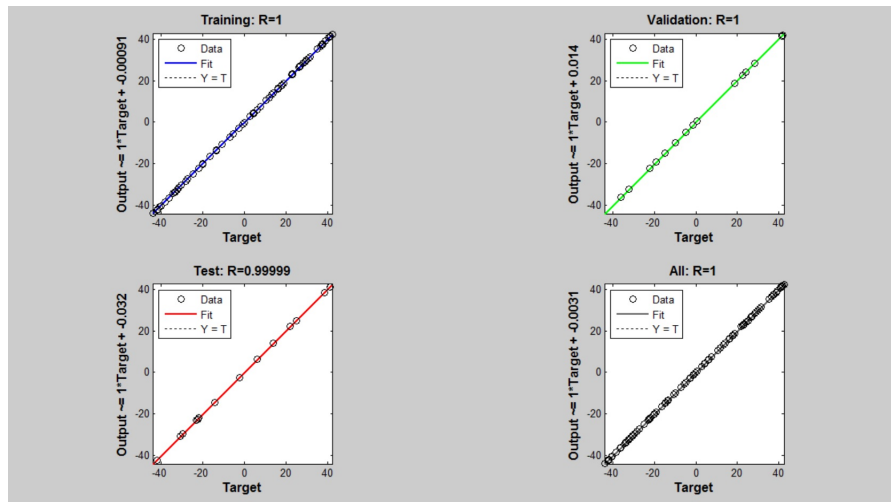 Training: R=1
Output ~= 1*Target + -0.00091
Data
Fit
Y = T
40
20
0
-20
-40
-40 -20 0 20 40
Target
Validation: R=1
Output ~= 1*Target + 0.014
Data
Fit
Y = T
40
20
0
-20
-40
-40 -20 0 20 40
Target
Test: R=0.99999
Output ~= 1*Target + -0.032
Data
Fit
Y = T
40
20
0
-20
-40
-40 -20 0 20 40
Target
All: R=1
Output ~= 1*Target + -0.0031
Data
Fit
Y = T
40
20
0
-20
-40
-40 -20 0 20 40
Target